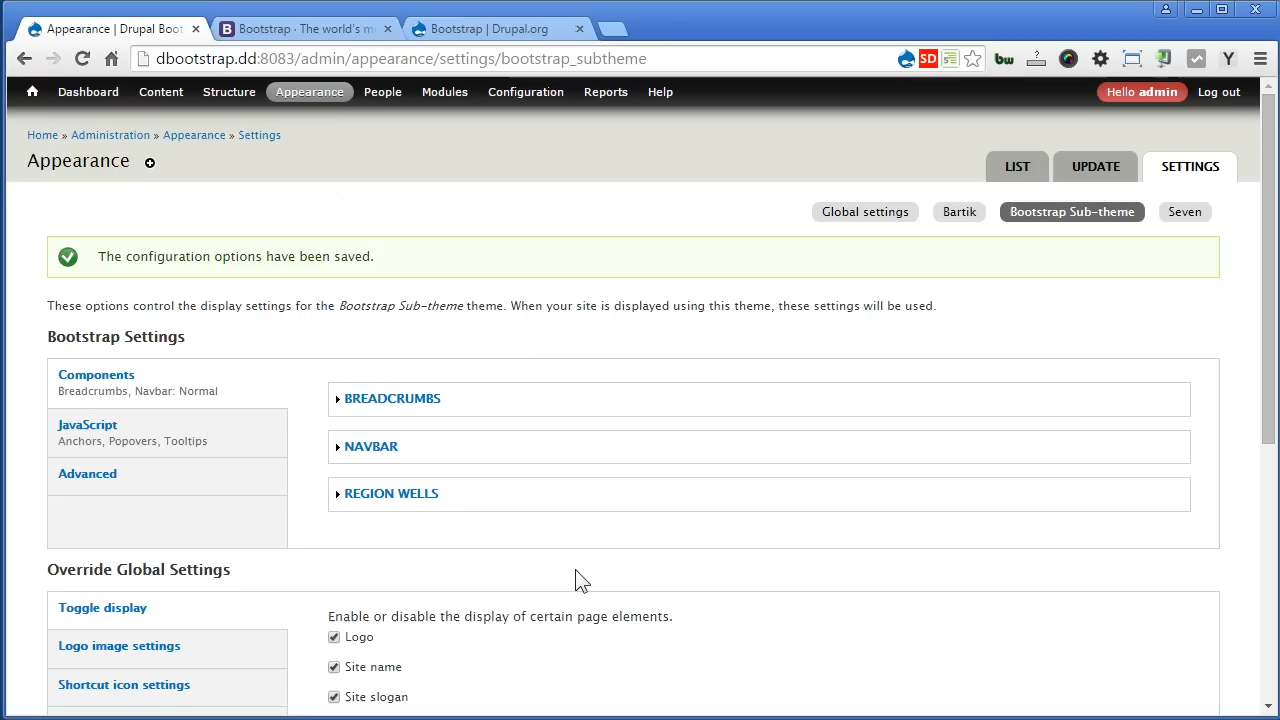 Appearance | Drupal Boot
Bootstrap · The world's m
Bootstrap | Drupal.org
dbootstrap:8083/admin/appearance/settings/bootstrap_subtheme
SD
bw
Y
Dashboard Content Structure Appearance People Modules Configuration Reports Help Hello admin Log out
Home » Administration » Appearance » Settings
Appearance
LIST UPDATE SETTINGS
Global settings Bartik Bootstrap Sub-theme Seven
The configuration options have been saved.
These options control the display settings for the Bootstrap Sub-theme theme. When your site is displayed using this theme, these settings will be used.
Bootstrap Settings
Components
Breadcrumbs, Navbar: Normal
JavaScript
Anchors, Popovers, Tooltips
Advanced
BREADCRUMBS
NAVBAR
REGION WELLS
Override Global Settings
Toggle display
Logo image settings
Shortcut icon settings
Enable or disable the display of certain page elements.
Logo
Site name
Site slogan